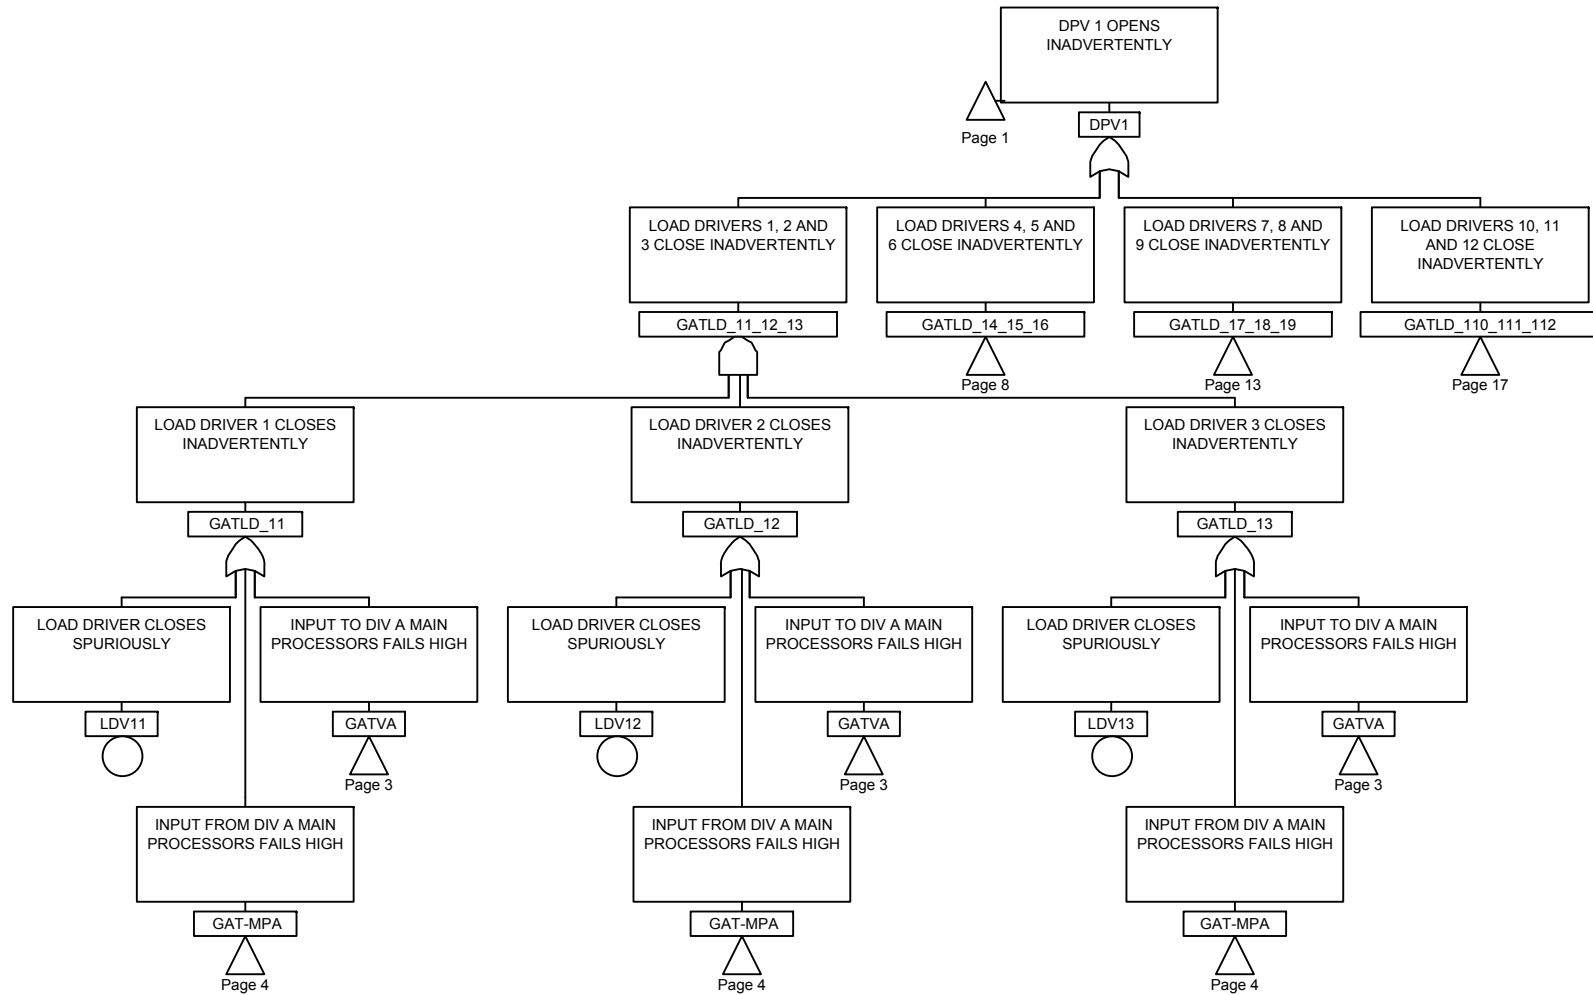 DPV 1 OPENS
INADVERTENTLY
Page 1
DPV1
LOAD DRIVERS 1, 2 AND
3 CLOSE INADVERTENTLY
GATLD_11_12_13
LOAD DRIVERS 4, 5 AND
6 CLOSE INADVERTENTLY
GATLD_14_15_16
Page 8
LOAD DRIVERS 7, 8 AND
9 CLOSE INADVERTENTLY
GATLD_17_18_19
Page 13
LOAD DRIVERS 10, 11
AND 12 CLOSE
INADVERTENTLY
GATLD_110_111_112
Page 17
LOAD DRIVER 1 CLOSES
INADVERTENTLY
GATLD_11
LOAD DRIVER 2 CLOSES
INADVERTENTLY
GATLD_12
LOAD DRIVER 3 CLOSES
INADVERTENTLY
GATLD_13
LOAD DRIVER CLOSES
SPURIOUSLY
LDV11
INPUT TO DIV A MAIN
PROCESSORS FAILS HIGH
GATVA
Page 3
LOAD DRIVER CLOSES
SPURIOUSLY
LDV12
INPUT TO DIV A MAIN
PROCESSORS FAILS HIGH
GATVA
Page 3
LOAD DRIVER CLOSES
SPURIOUSLY
LDV13
INPUT TO DIV A MAIN
PROCESSORS FAILS HIGH
GATVA
Page 3
INPUT FROM DIV A MAIN
PROCESSORS FAILS HIGH
GAT-MPA
Page 4
INPUT FROM DIV A MAIN
PROCESSORS FAILS HIGH
GAT-MPA
Page 4
INPUT FROM DIV A MAIN
PROCESSORS FAILS HIGH
GAT-MPA
Page 4